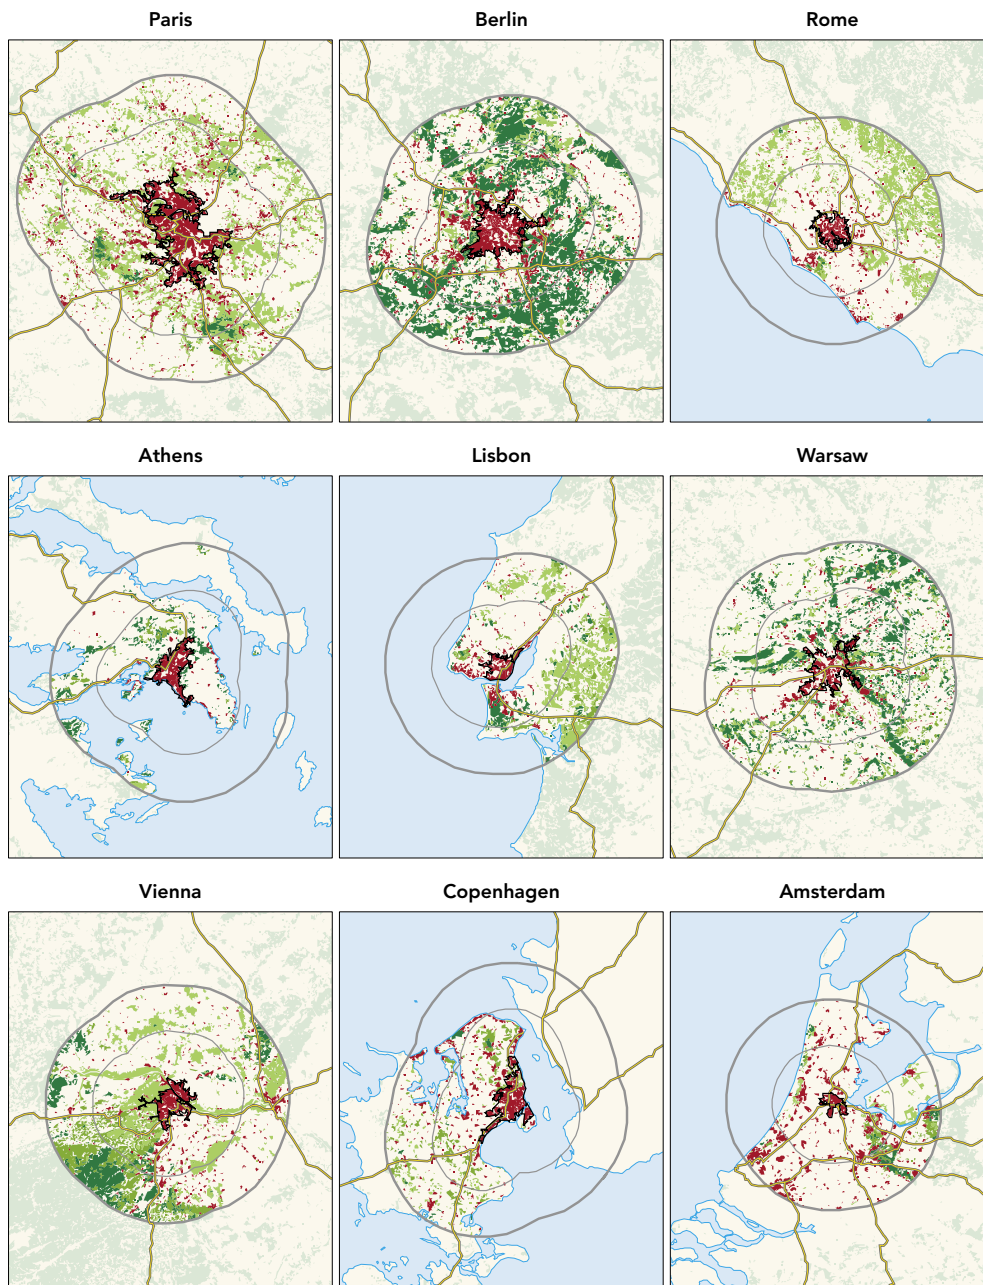 Paris
Berlin
Rome
Athens
Lisbon
Warsaw
Vienna
Copenhagen
Amsterdam